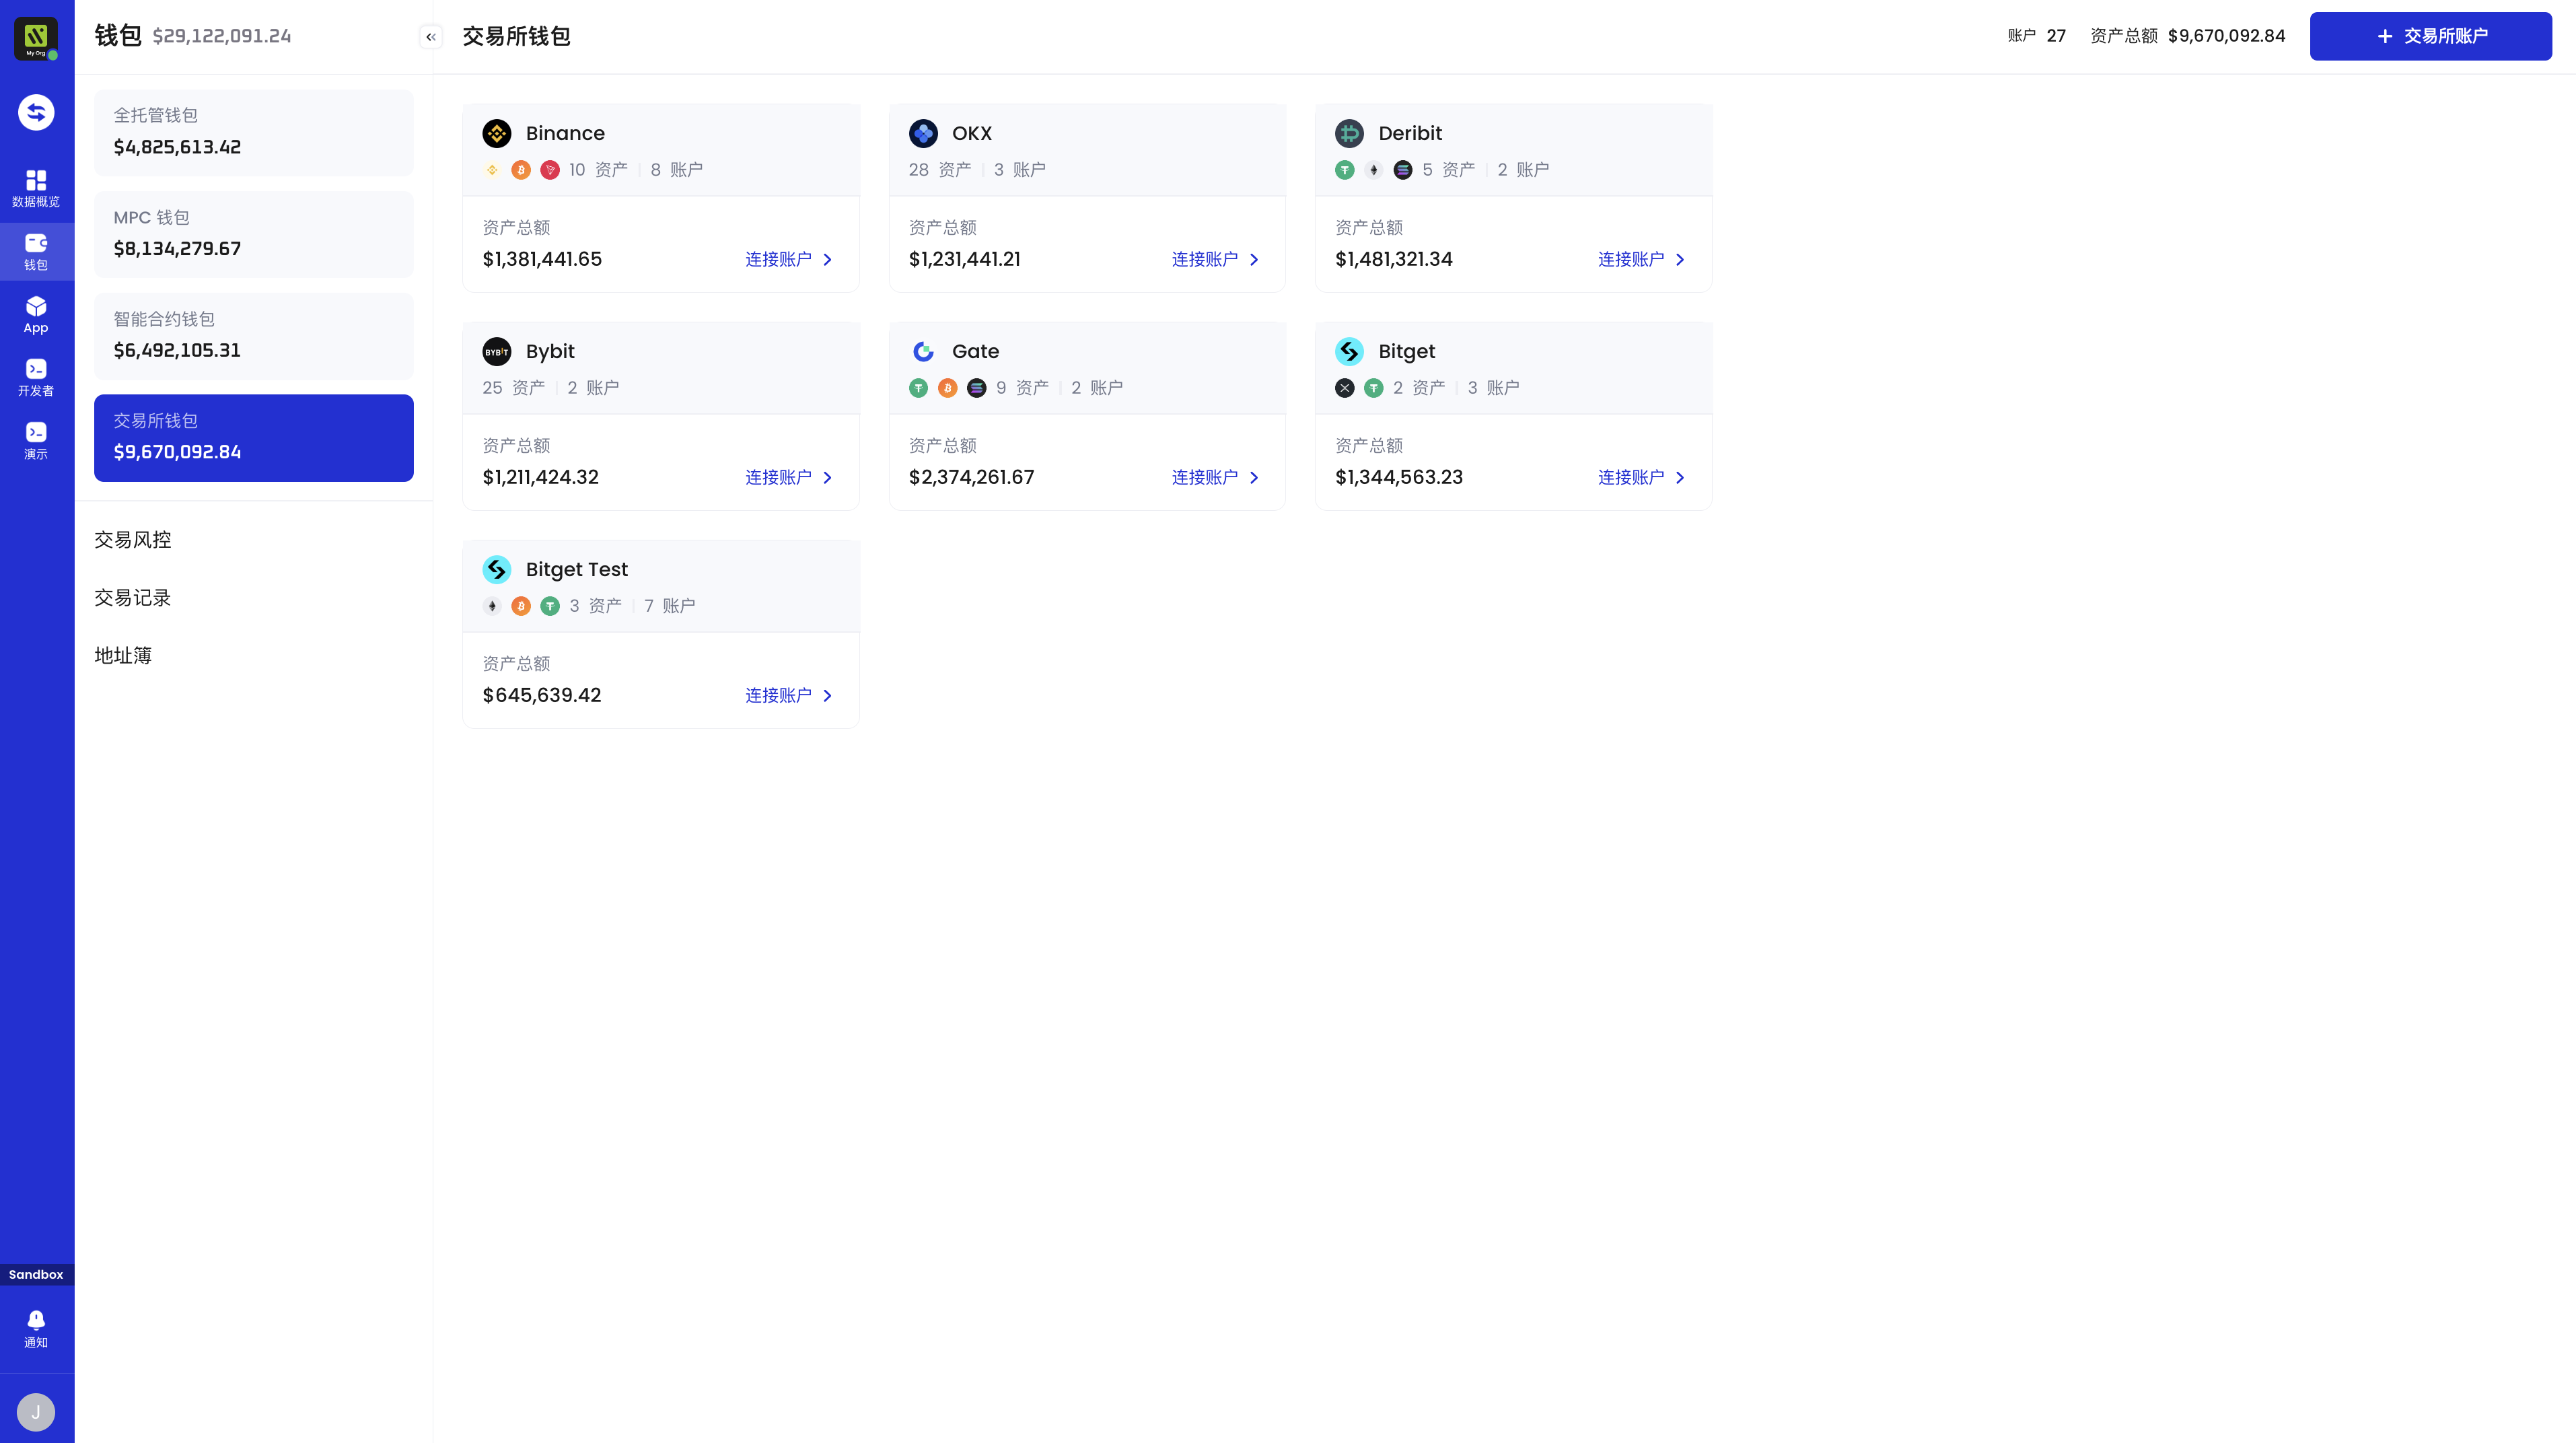 My Org
数据概览
钱包
App
开发者
演示
Sandbox
通知
J
钱包 $29,122,091.24
全托管钱包
$4,825,613.42
MPC 钱包
$8,134,279.67
智能合约钱包
$6,492,105.31
交易所钱包
$9,670,092.84
交易风控
交易记录
地址簿
交易所钱包
账户 27 资产总额 $9,670,092.84
交易所账户
Binance
10 资产 | 8 账户
资产总额
$1,381,441.65 连接账户
OKX
28 资产 | 3 账户
资产总额
$1,231,441.21 连接账户
Deribit
5 资产 | 2 账户
资产总额
$1,481,321.34 连接账户
BYBIT Bybit
25 资产 | 2 账户
资产总额
$1,211,424.32 连接账户
Gate
9 资产 | 2 账户
资产总额
$2,374,261.67 连接账户
Bitget
2 资产 | 3 账户
资产总额
$1,344,563.23 连接账户
Bitget Test
3 资产 | 7 账户
资产总额
$645,639.42 连接账户